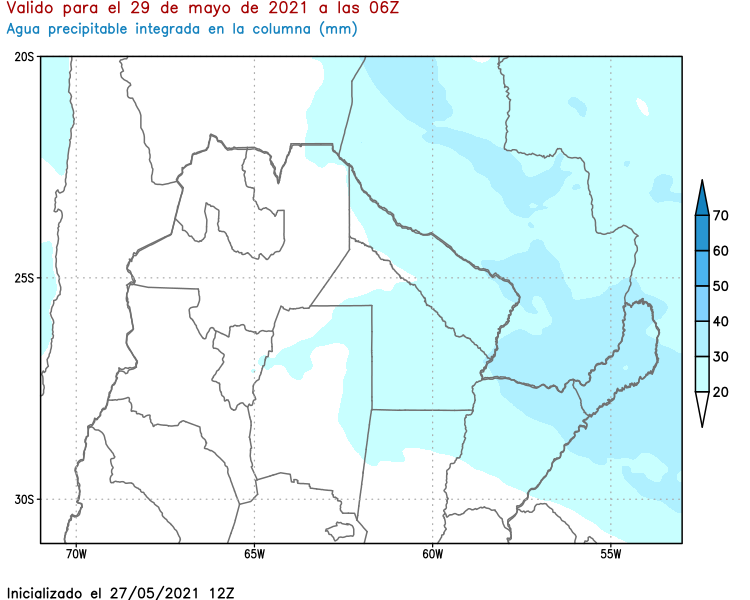 Valido para el 29 de mayo de 2021 a las 06Z
Agua precipitable integrada en la columna (mm)
20S
25S
30S
70W
65W
60W
55W
70
60
50
40
30
20
Inicializado el 27/05/2021 12Z